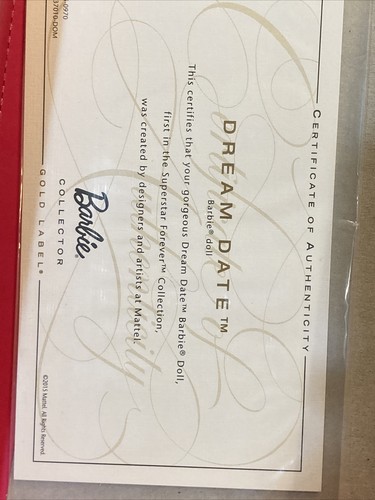 CERTIFICATE OF AUTHENTICITY
DREAM DATE™
Barbie® doll
This certifies that your gorgeous Dream Date™ Barbie® Doll,
first in the Superstar Forever™ Collection,
was created by designers and artists at Mattel.
Barbie®
COLLECTOR
GOLD LABEL®
©2015 Mattel. All Rights Reserved.
-0970